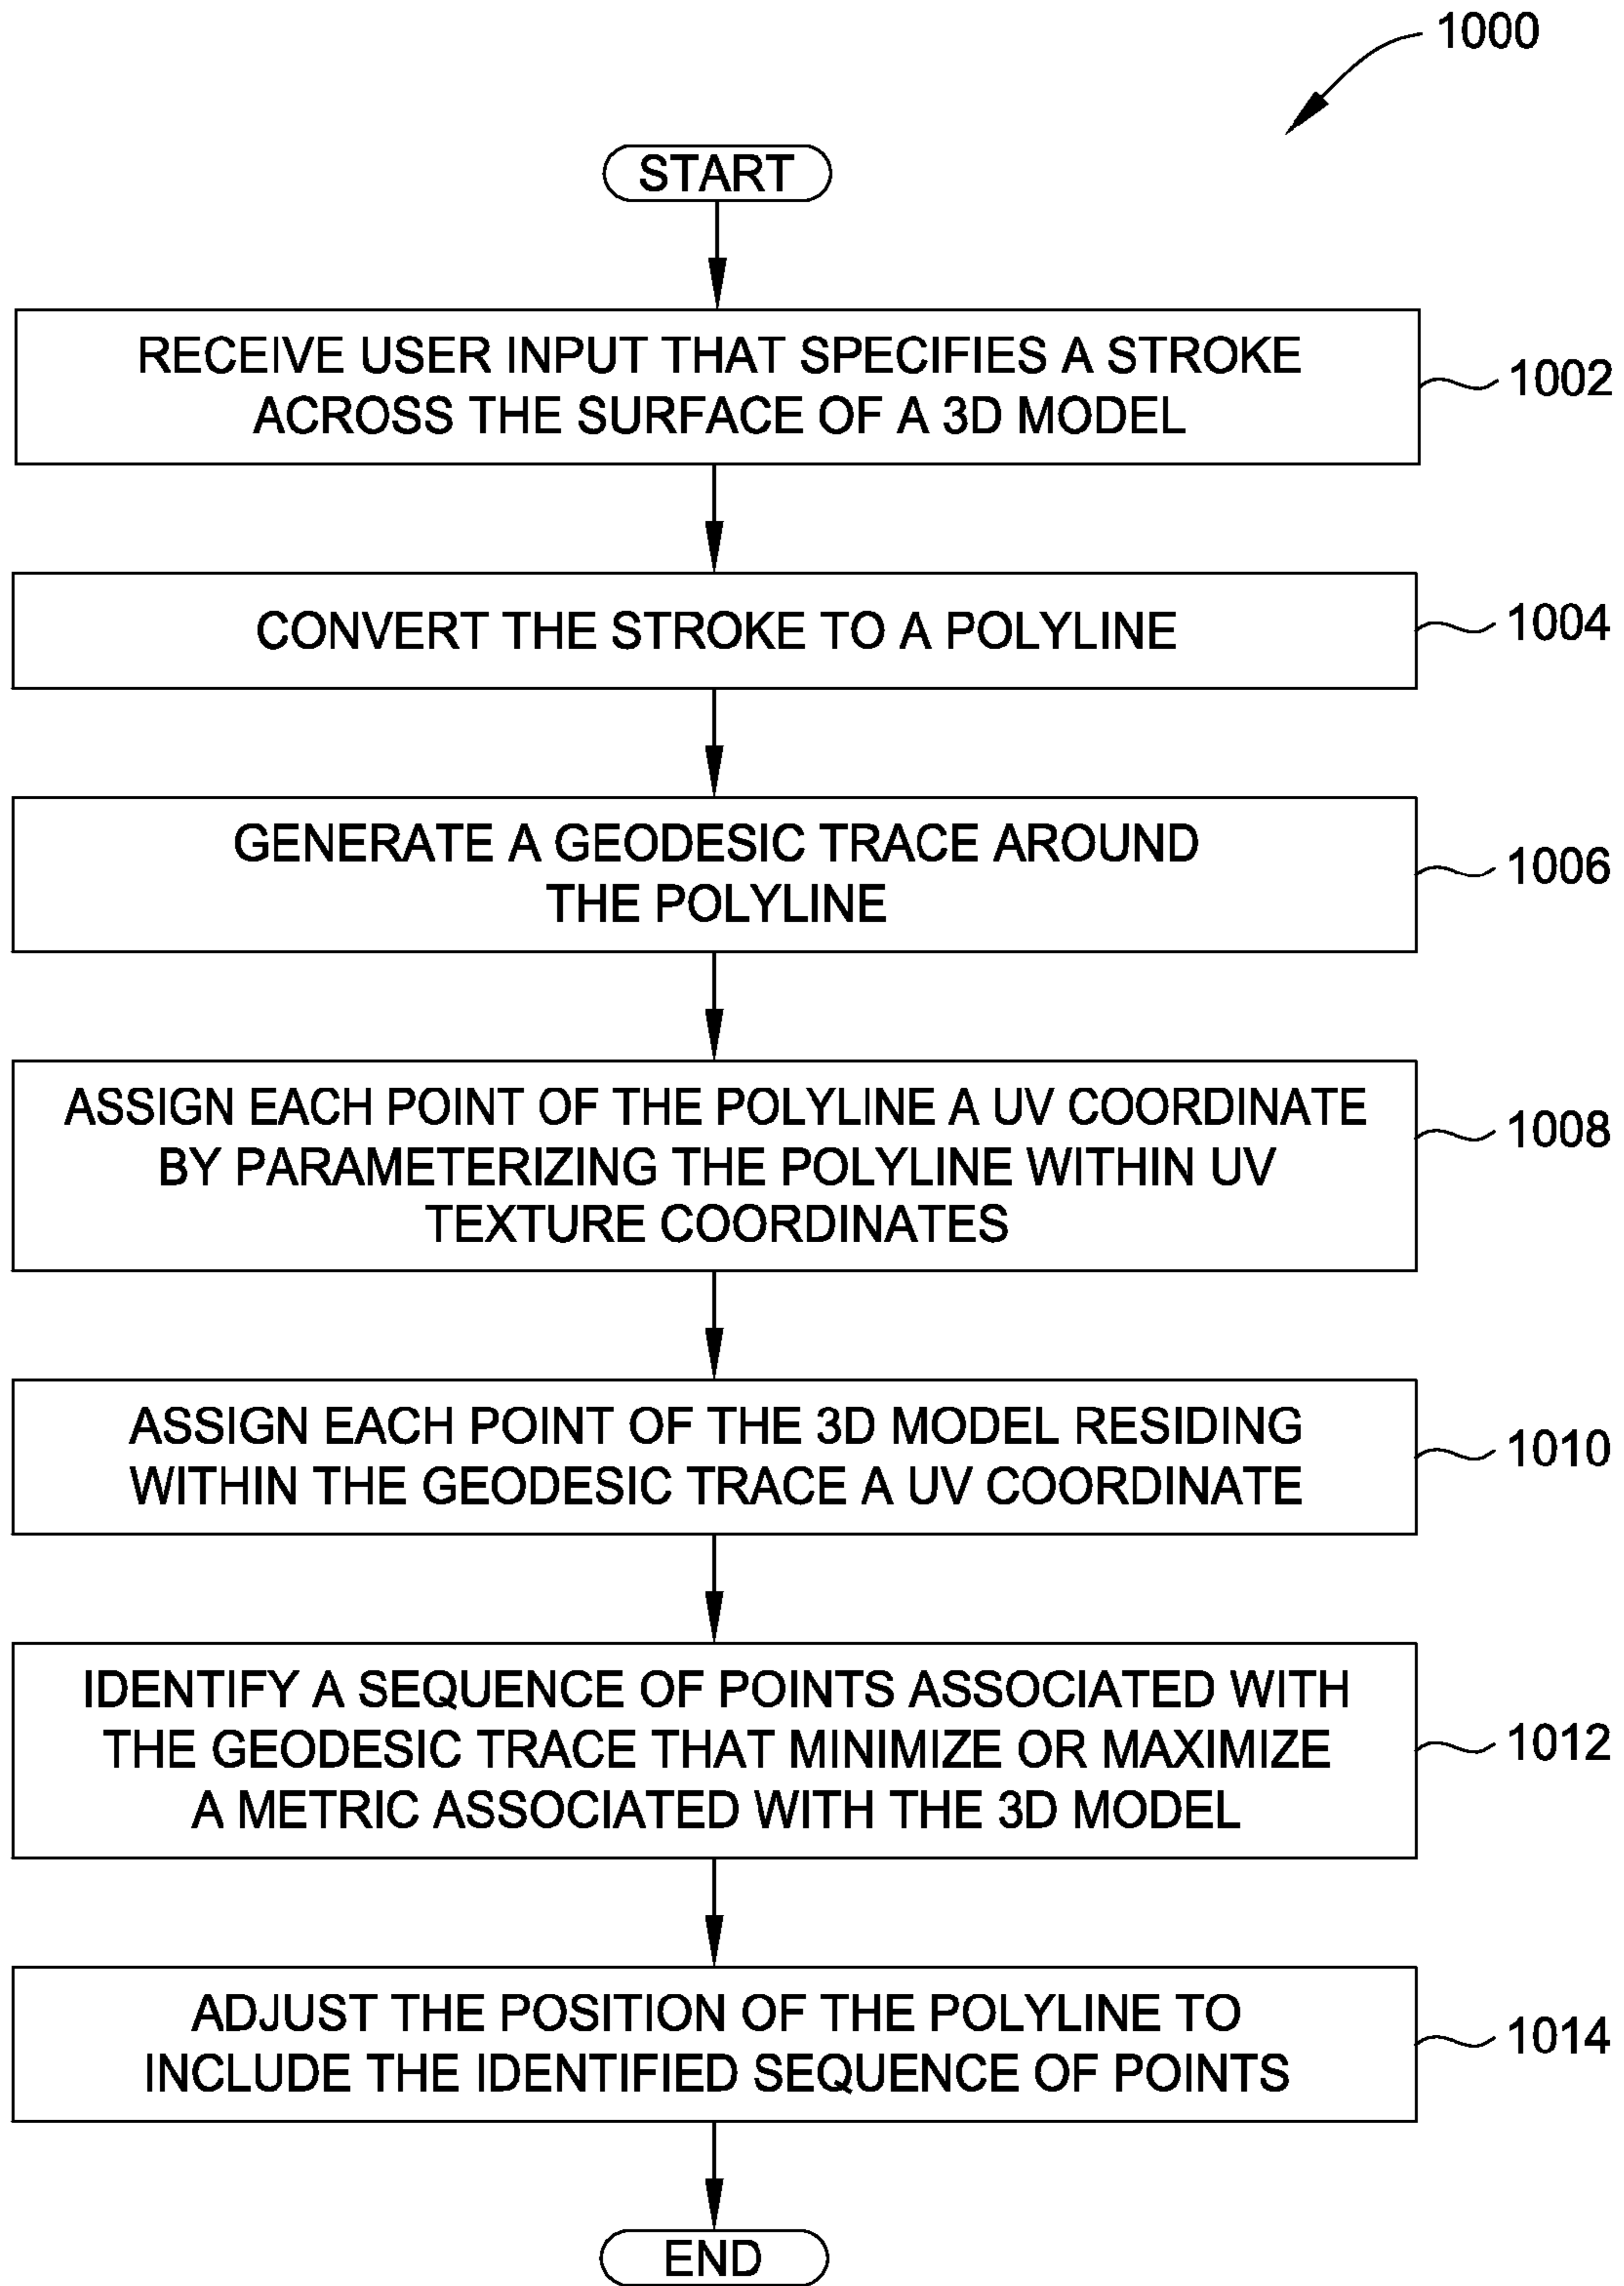 1000
START
RECEIVE USER INPUT THAT SPECIFIES A STROKE
ACROSS THE SURFACE OF A 3D MODEL
1002
CONVERT THE STROKE TO A POLYLINE
1004
GENERATE A GEODESIC TRACE AROUND
THE POLYLINE
1006
ASSIGN EACH POINT OF THE POLYLINE A UV COORDINATE
BY PARAMETERIZING THE POLYLINE WITHIN UV
TEXTURE COORDINATES
1008
ASSIGN EACH POINT OF THE 3D MODEL RESIDING
WITHIN THE GEODESIC TRACE A UV COORDINATE
1010
IDENTIFY A SEQUENCE OF POINTS ASSOCIATED WITH
THE GEODESIC TRACE THAT MINIMIZE OR MAXIMIZE
A METRIC ASSOCIATED WITH THE 3D MODEL
1012
ADJUST THE POSITION OF THE POLYLINE TO
INCLUDE THE IDENTIFIED SEQUENCE OF POINTS
1014
END